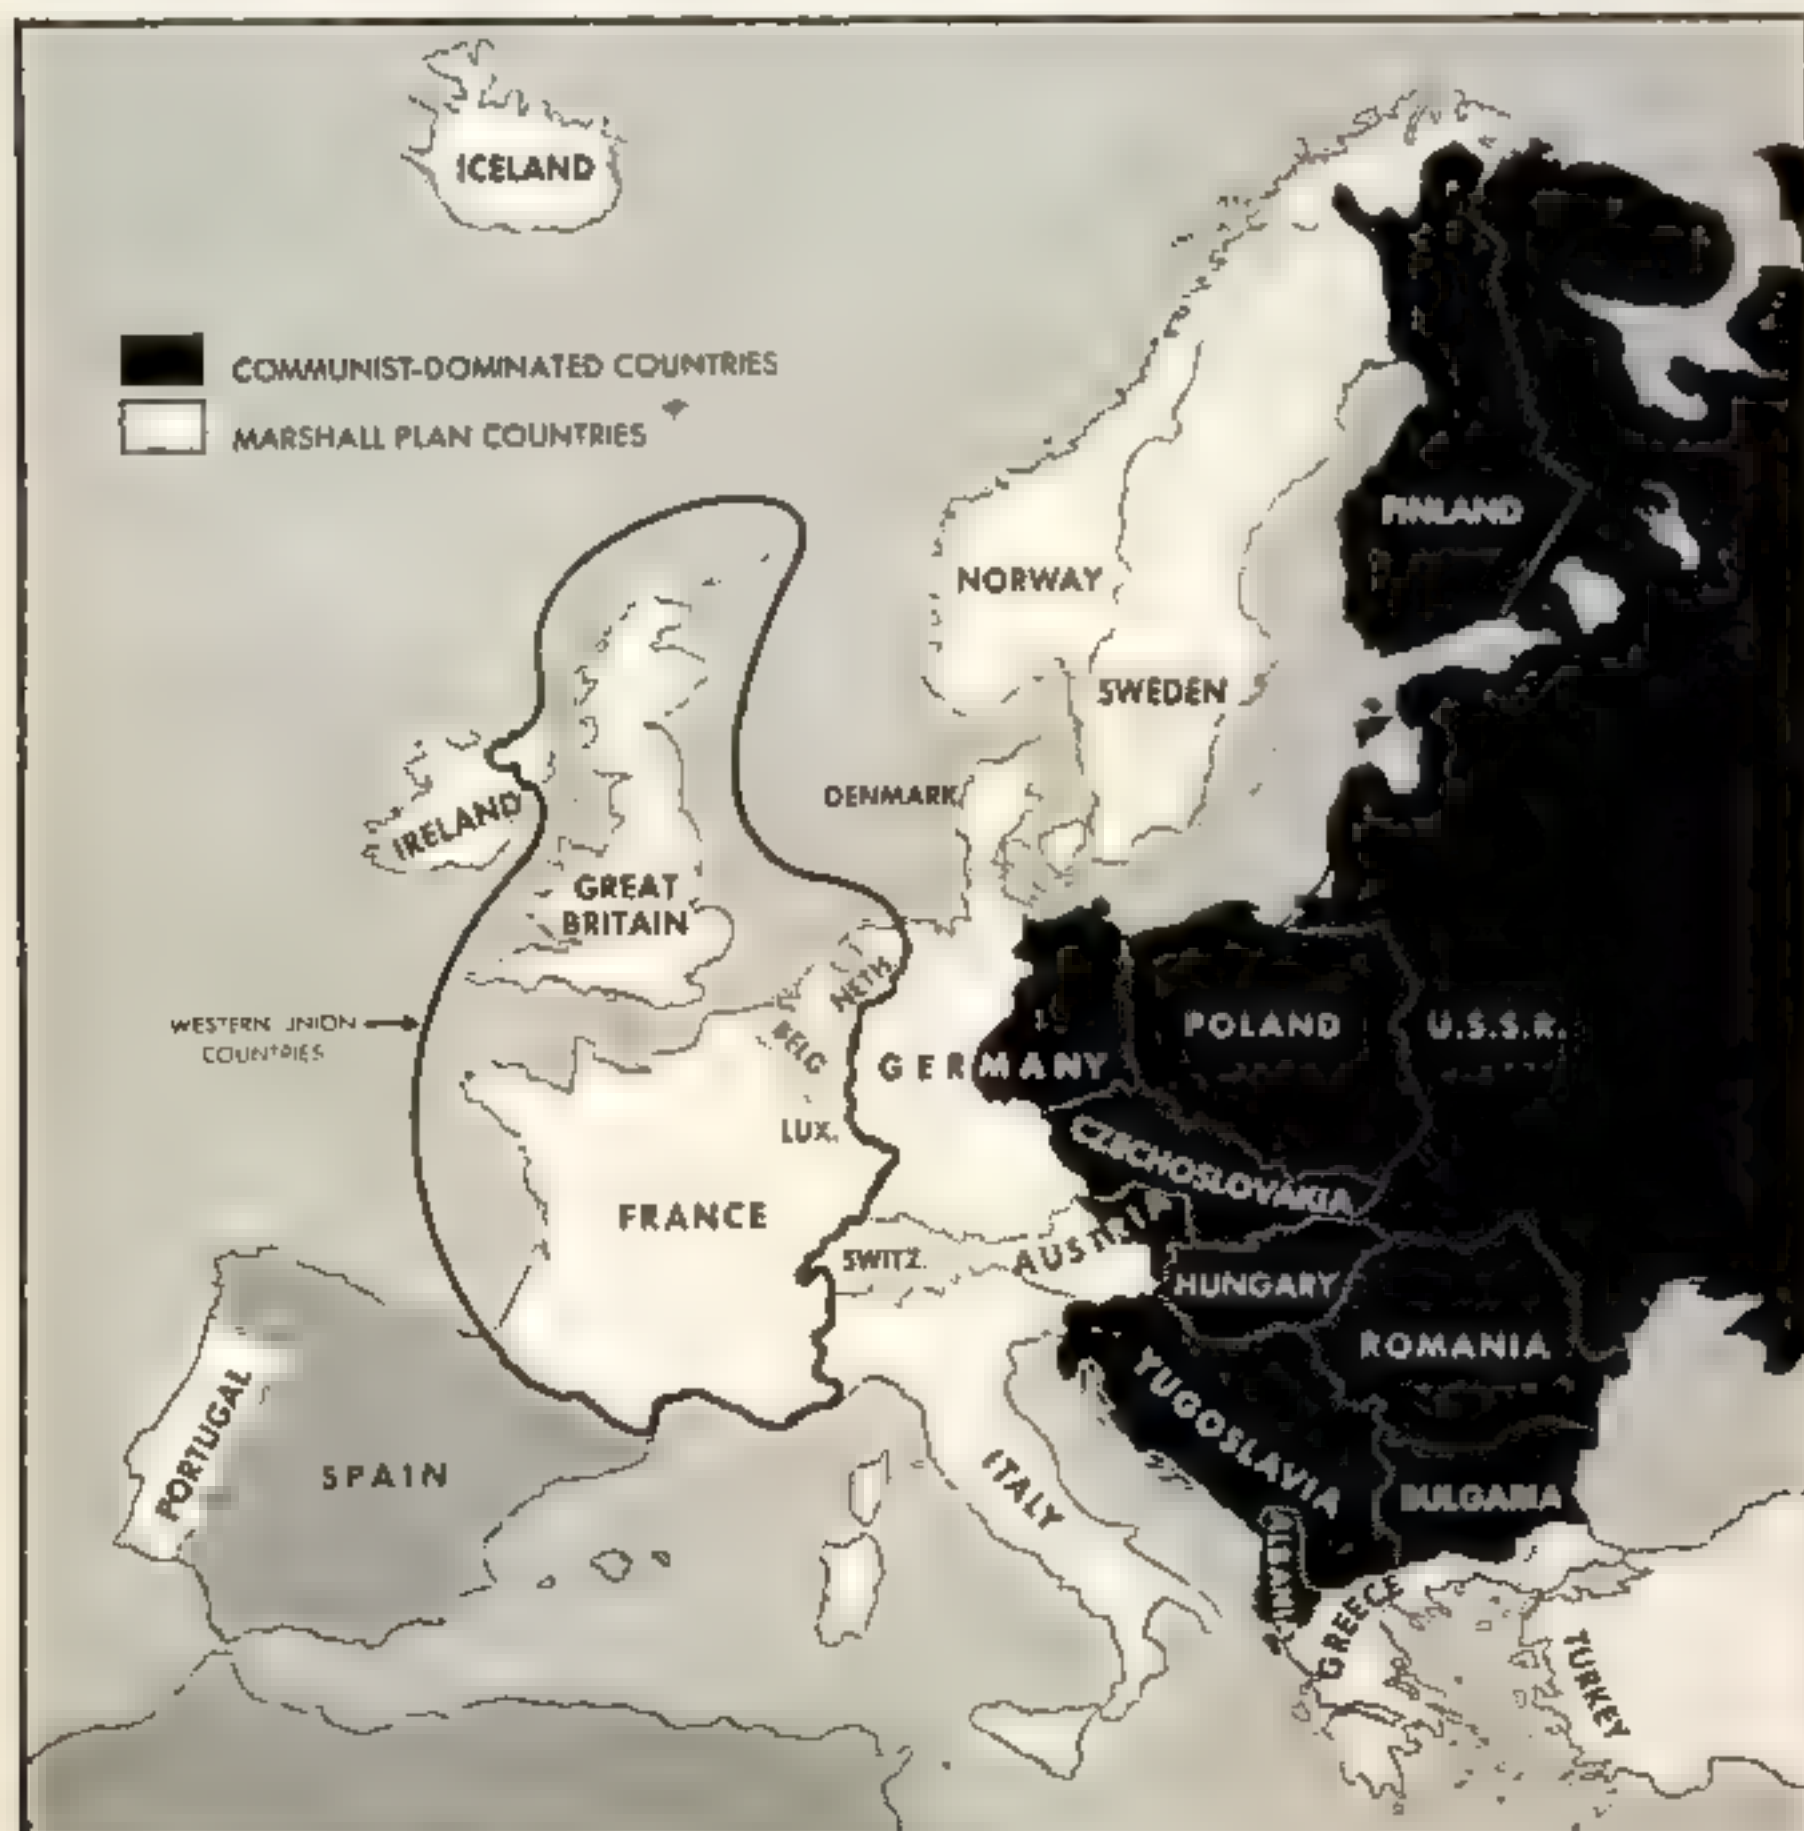 ICELAND
COMMUNIST-DOMINATED COUNTRIES
MARSHALL PLAN COUNTRIES
FINLAND
NORWAY
SWEDEN
DENMARK
IRELAND
GREAT
BRITAIN
NETH.
WESTERN UNION
COUNTRIES
BELG
POLAND
U.S.S.R.
GERMANY
LUX.
CZECHOSLOVAKIA
FRANCE
SWITZ.
AUSTRIA
HUNGARY
ROMANIA
YUGOSLAVIA
PORTUGAL
SPAIN
ITALY
BULGARIA
ALBANIA
GREECE
TURKEY